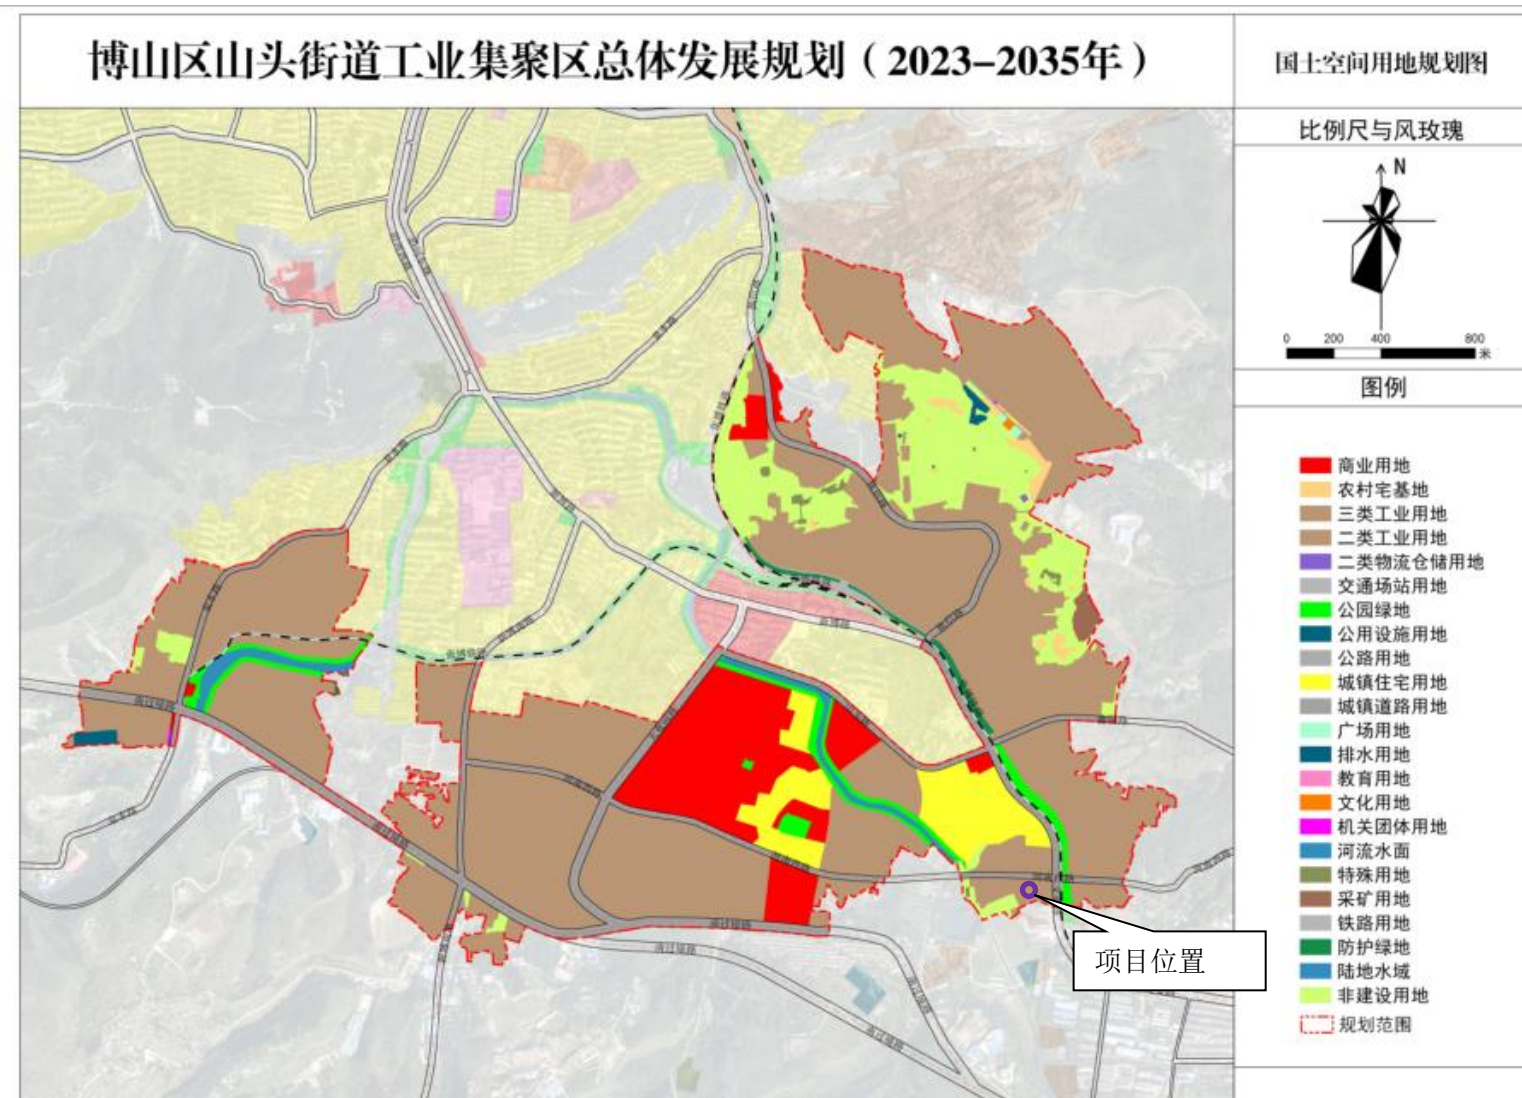 博山区山头街道工业集聚区总体发展规划（2023-2035年）
国土空间用地规划图
比例尺与风玫瑰
N
0 200 400 800
米
图例
商业用地
农村宅基地
三类工业用地
二类工业用地
二类物流仓储用地
交通场站用地
公园绿地
公用设施用地
公路用地
城镇住宅用地
城镇道路用地
广场用地
排水用地
教育用地
文化用地
机关团体用地
河流水面
特殊用地
采矿用地
铁路用地
防护绿地
陆地水域
非建设用地
规划范围
项目位置